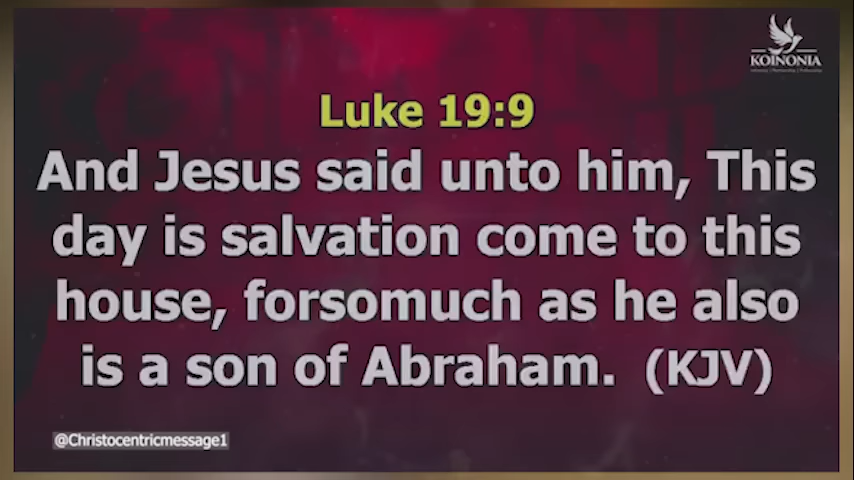 KOINONIA
Luke 19:9
And Jesus said unto him, This
day is salvation come to this
house, forsomuch as he also
is a son of Abraham. (KJV)
@Christocentricmessage1